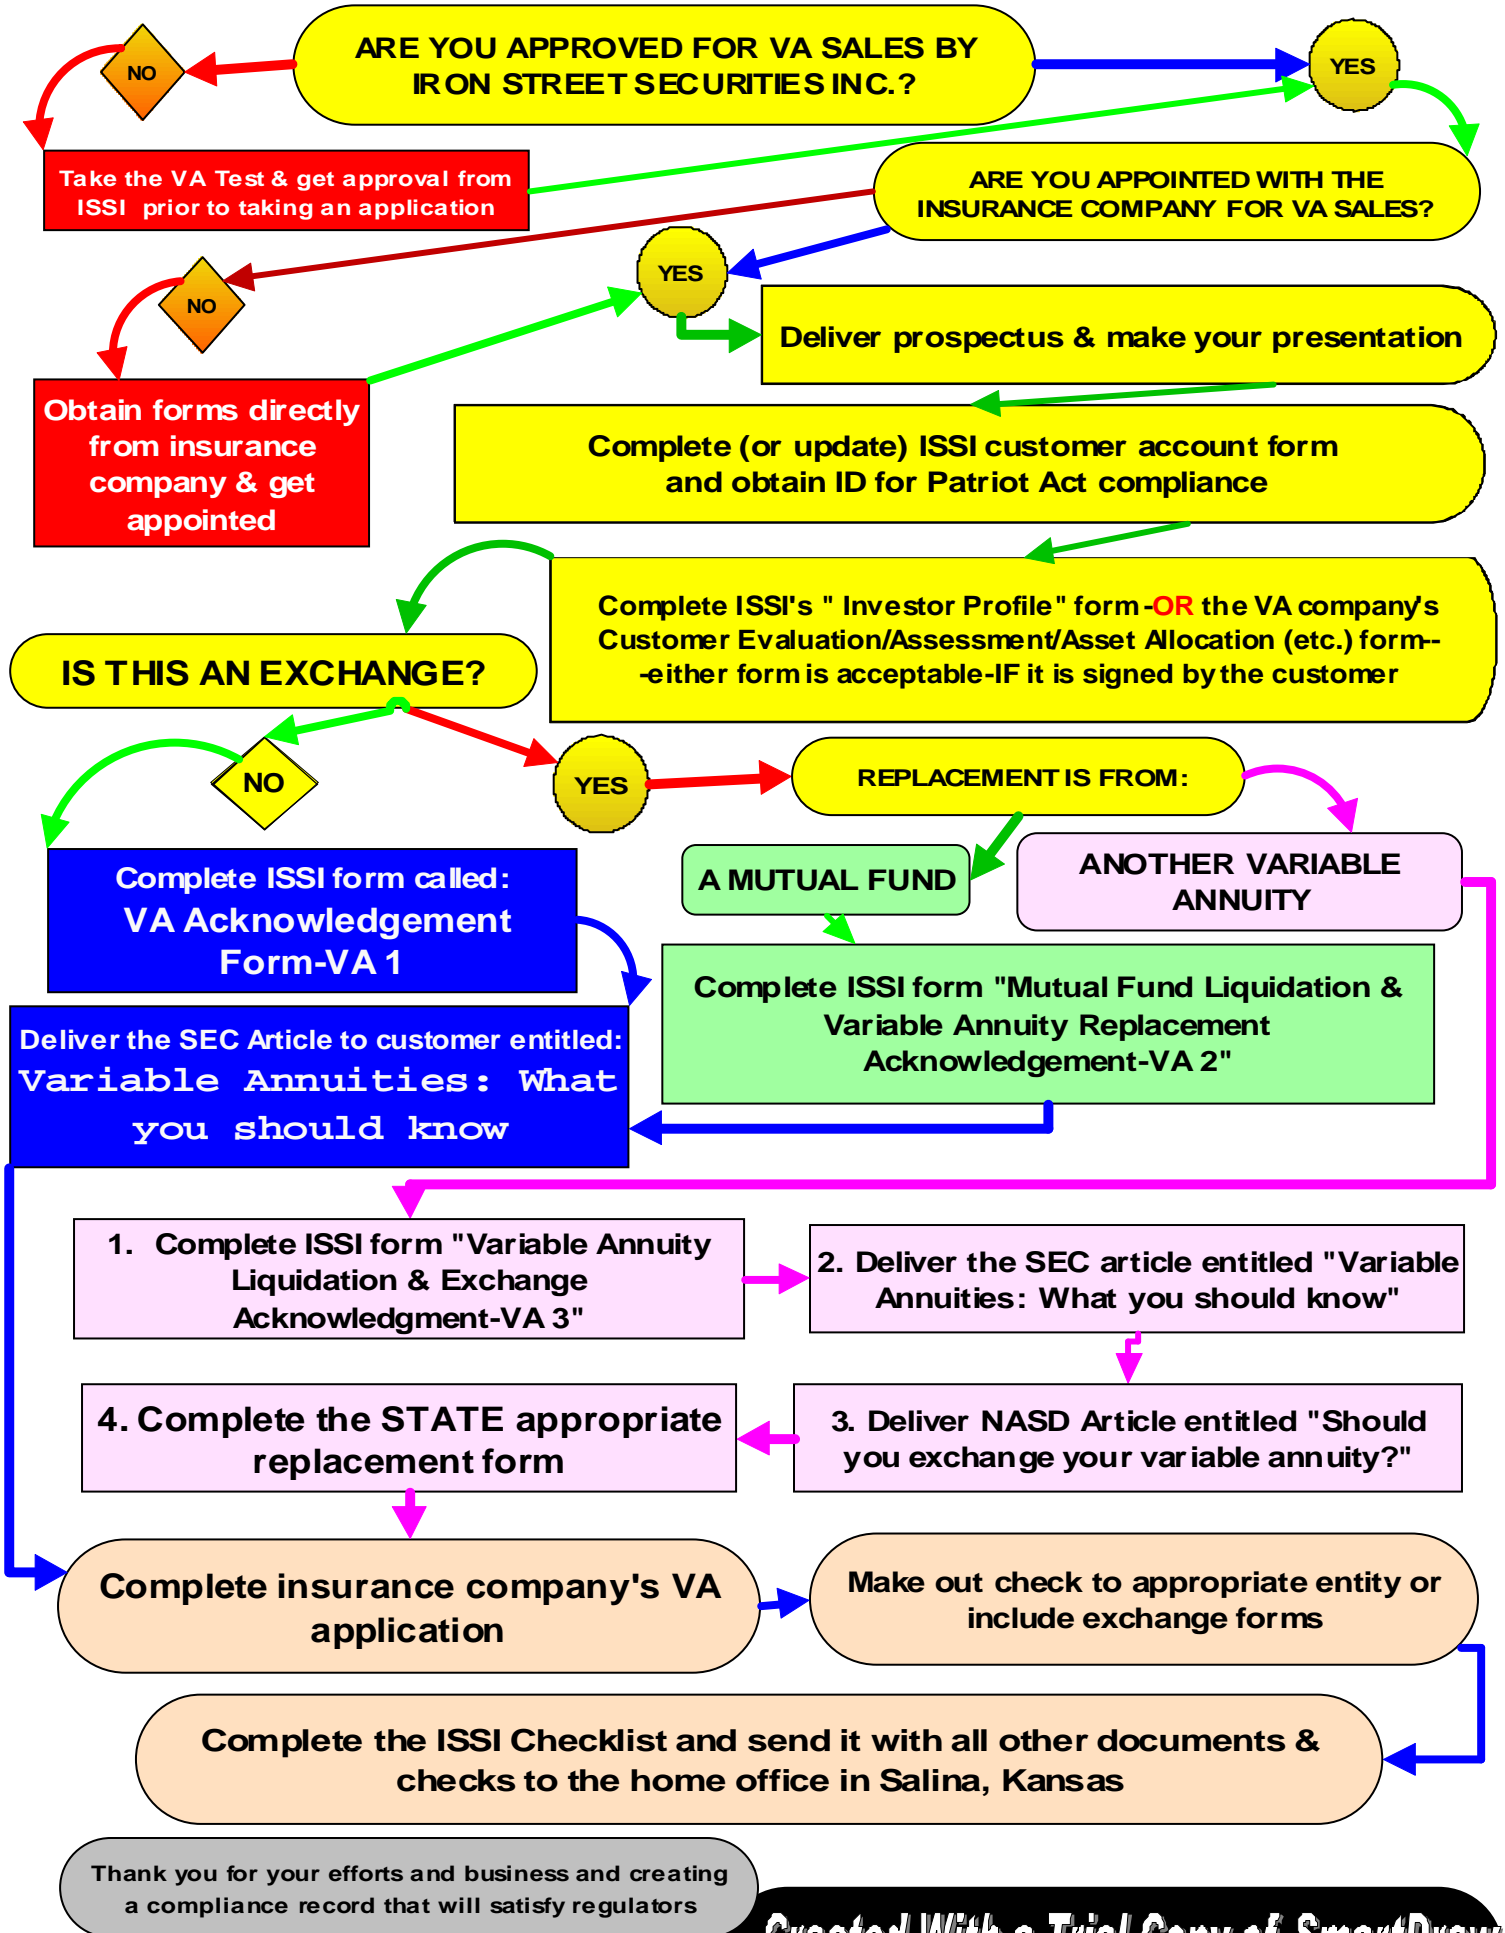 ARE YOU APPROVED FOR VA SALES BY
IRON STREET SECURITIES INC.?
NO
YES
Take the VA Test & get approval from
ISSI prior to taking an application
ARE YOU APPOINTED WITH THE
INSURANCE COMPANY FOR VA SALES?
NO
YES
Deliver prospectus & make your presentation
Obtain forms directly
from insurance
company & get
appointed
Complete (or update) ISSI customer account form
and obtain ID for Patriot Act compliance
Complete ISSI's " Investor Profile" form -OR the VA company's
Customer Evaluation/Assessment/Asset Allocation (etc.) form--
-either form is acceptable-IF it is signed by the customer
IS THIS AN EXCHANGE?
NO
YES
REPLACEMENT IS FROM:
A MUTUAL FUND
ANOTHER VARIABLE
ANNUITY
Complete ISSI form called:
VA Acknowledgement
Form-VA 1
Complete ISSI form "Mutual Fund Liquidation &
Variable Annuity Replacement
Acknowledgement-VA 2"
Deliver the SEC Article to customer entitled:
Variable Annuities: What
you should know
1. Complete ISSI form "Variable Annuity
Liquidation & Exchange
Acknowledgment-VA 3"
2. Deliver the SEC article entitled "Variable
Annuities: What you should know"
3. Deliver NASD Article entitled "Should
you exchange your variable annuity?"
4. Complete the STATE appropriate
replacement form
Complete insurance company's VA
application
Make out check to appropriate entity or
include exchange forms
Complete the ISSI Checklist and send it with all other documents &
checks to the home office in Salina, Kansas
Thank you for your efforts and business and creating
a compliance record that will satisfy regulators
Created With a Trial Copy of SmartDraw